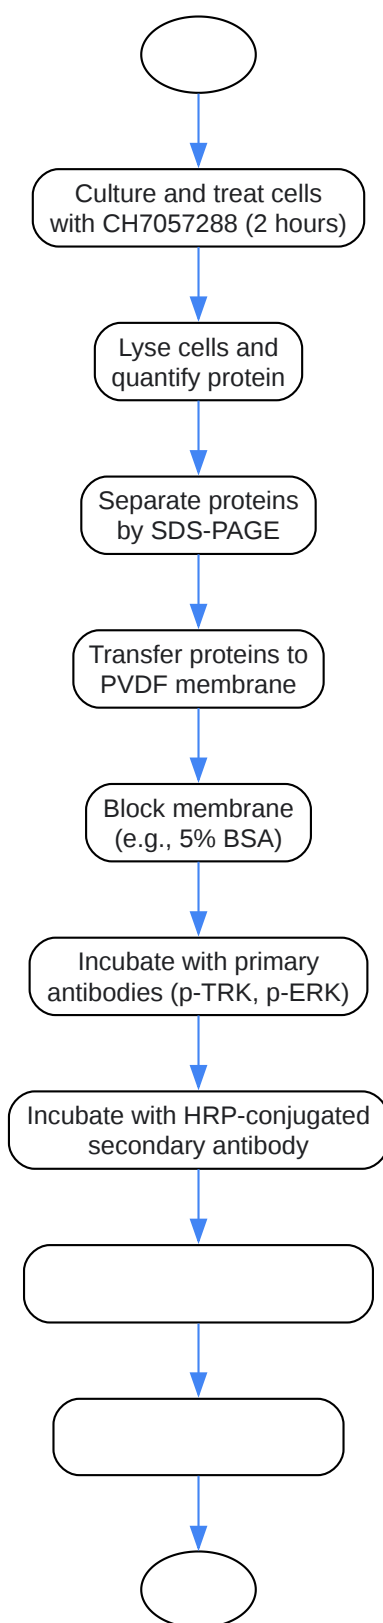 Culture and treat cells
with CH7057288 (2 hours)
Lyse cells and
quantify protein
Separate proteins
by SDS-PAGE
Transfer proteins to
PVDF membrane
Block membrane
(e.g., 5% BSA)
Incubate with primary
antibodies (p-TRK, p-ERK)
Incubate with HRP-conjugated
secondary antibody